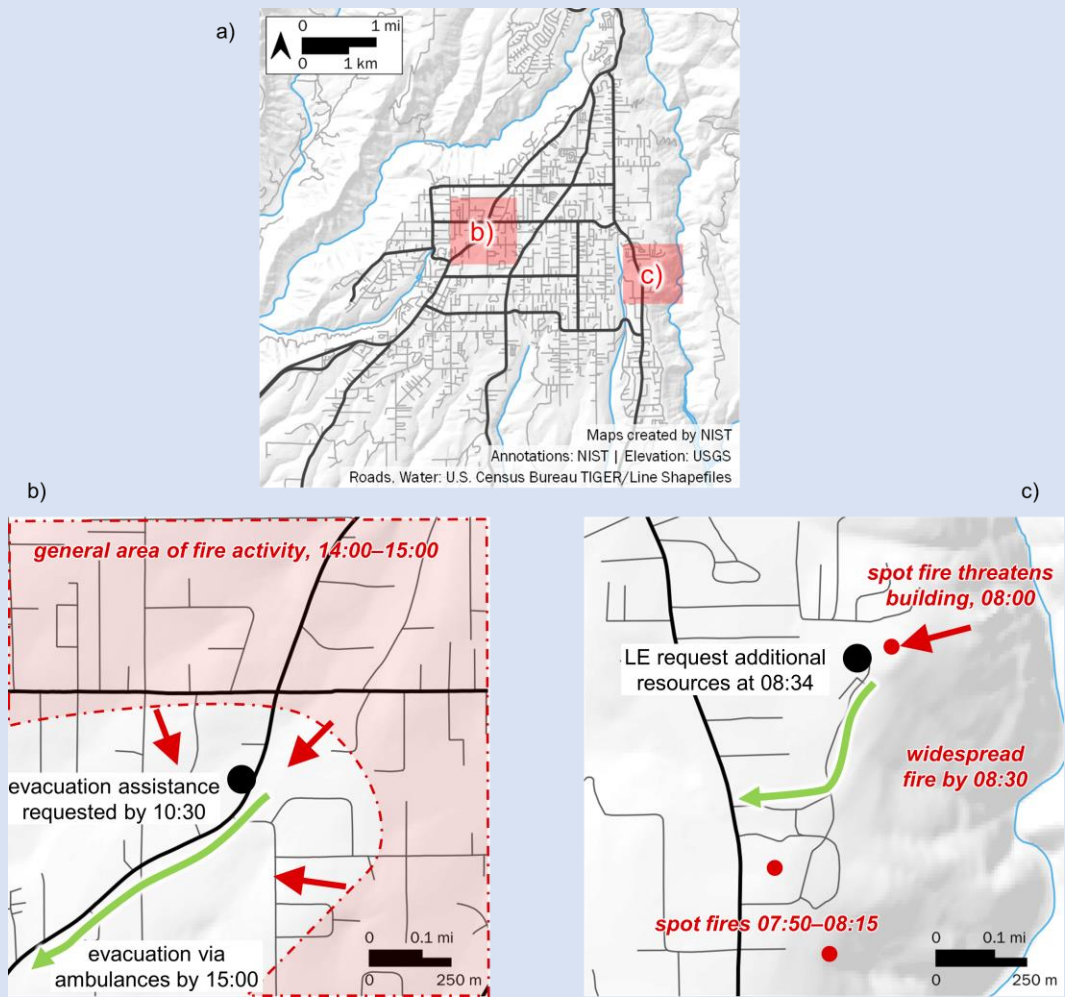 a)
0 1 mi
0 1 km
b)
c)
Maps created by NIST
Annotations: NIST | Elevation: USGS
Roads, Water: U.S. Census Bureau TIGER/Line Shapefiles
b)
general area of fire activity, 14:00–15:00
evacuation assistance
requested by 10:30
evacuation via
ambulances by 15:00
0 0.1 mi
0 250 m
c)
spot fire threatens
building, 08:00
LE request additional
resources at 08:34
widespread
fire by 08:30
spot fires 07:50–08:15
0 0.1 mi
0 250 m